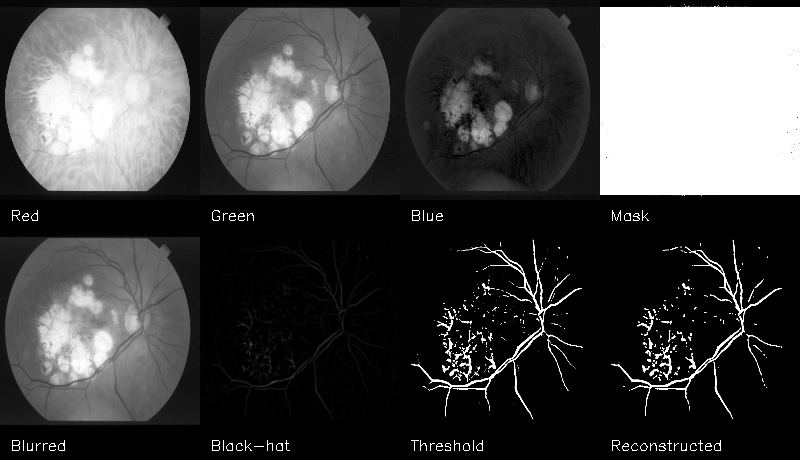 Red
Green
Blue
Mask
Blurred
Black-hat
Threshold
Reconstructed